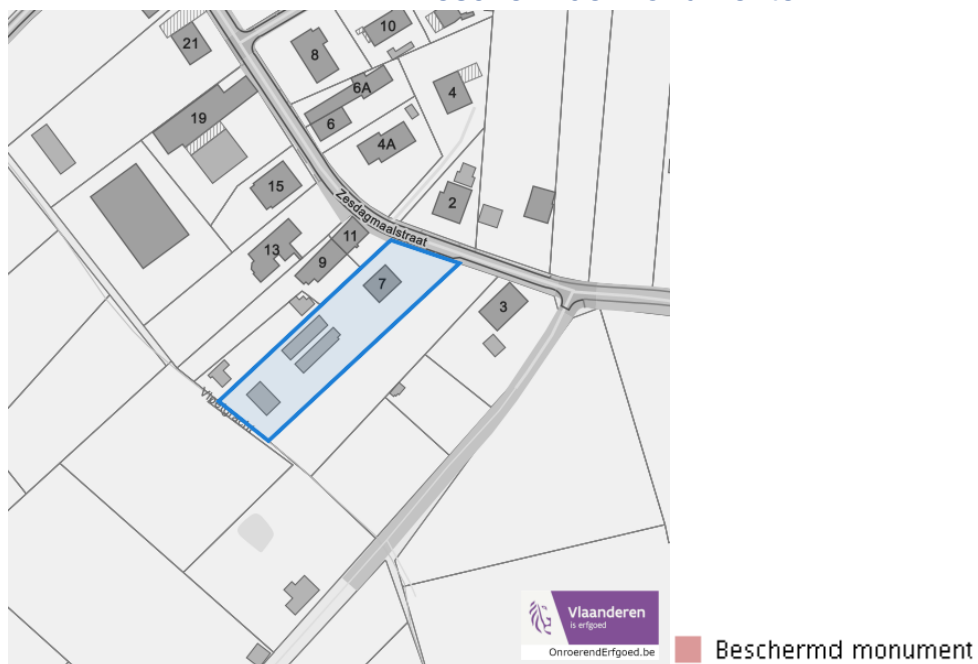 21
10
8
6A
4
19
6
4A
15
Zesdagmaalstraat
2
11
13
9
7
3
Vlaanderen
is erfgoed
OnroerendErfgoed.be
Beschermd monument